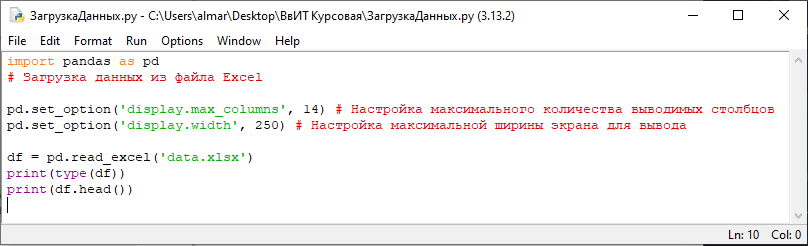 ЗагрузкаДанных.py - C:\Users\almar\Desktop\ВвИТ Курсовая\ЗагрузкаДанных.py (3.13.2)
File Edit Format Run Options Window Help
import pandas as pd
# Загрузка данных из файла Excel
pd.set_option('display.max_columns', 14) # Настройка максимального количества выводимых столбцов
pd.set_option('display.width', 250) # Настройка максимальной ширины экрана для вывода
df = pd.read_excel('data.xlsx')
print(type(df))
print(df.head())
Ln: 10 Col: 0